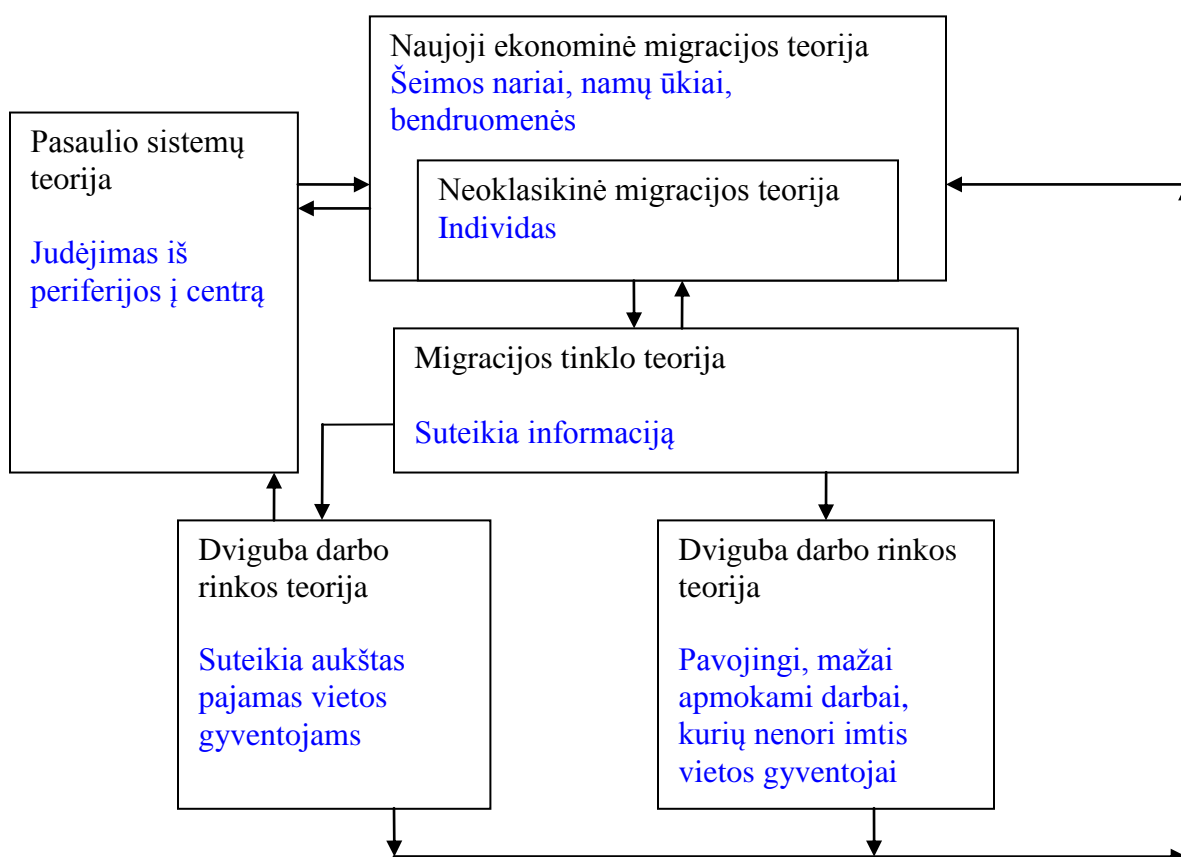 Naujoji ekonominė migracijos teorija
Šeimos nariai, namų ūkiai,
bendruomenės
Pasaulio sistemų
teorija
Judėjimas iš
periferijos į centrą
Neoklasikinė migracijos teorija
Individas
Migracijos tinklo teorija
Suteikia informaciją
Dviguba darbo
rinkos teorija
Suteikia aukštas
pajamas vietos
gyventojams
Dviguba darbo rinkos
teorija
Pavojingi, mažai
apmokami darbai,
kurių nenori imtis
vietos gyventojai